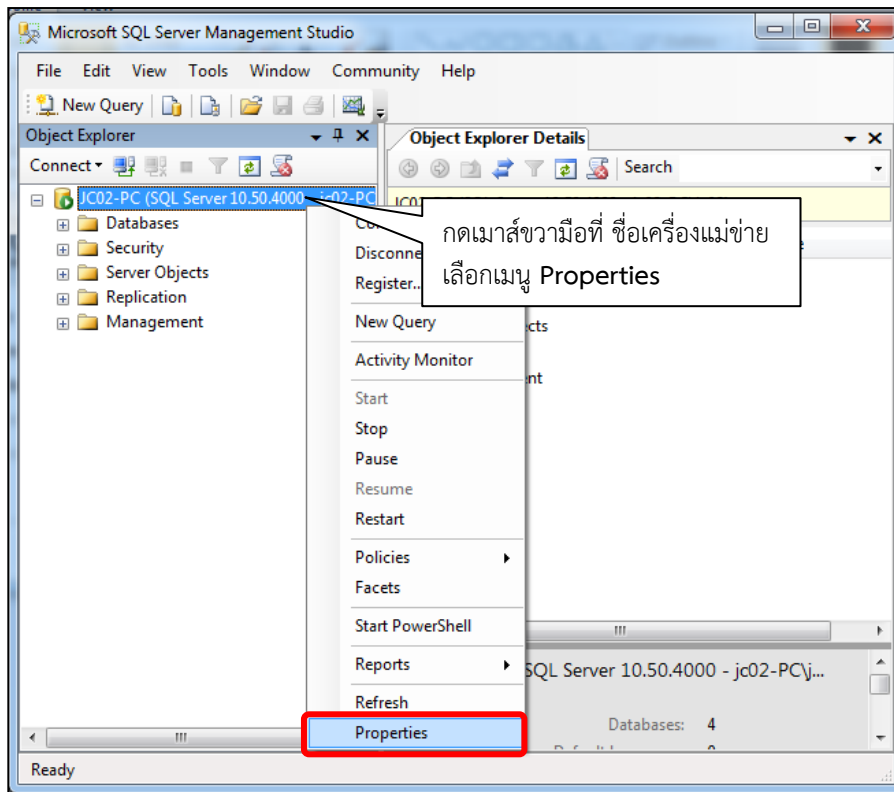 Microsoft SQL Server Management Studio
File Edit View Tools Window Community Help
New Query
Object Explorer
Connect
JC02-PC (SQL Server 10.50.4000 - jc02-PC
Databases
Security
Server Objects
Replication
Management
Object Explorer Details
Search
กดเมาส์ขวามือที่ ชื่อเครื่องแม่ข่าย
เลือกเมนู Properties
Register...
New Query
Activity Monitor
Start
Stop
Pause
Resume
Restart
Policies
Facets
Start PowerShell
Reports
Refresh
Properties
SQL Server 10.50.4000 - jc02-PC\j...
Databases: 4
Ready